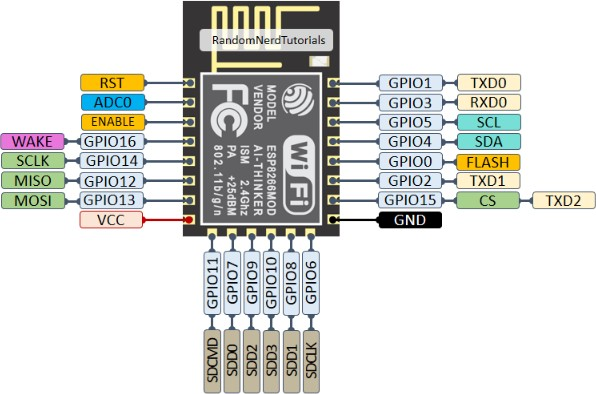 RandomNerdTutorials
RST
ADC0
ENABLE
WAKE GPIO16
SCLK GPIO14
MISO GPIO12
MOSI GPIO13
VCC
MODEL ESP8266MOD
VENDOR AI-THINKER
ISM 2.4Ghz
PA +25dBM
802.11b/g/n
FC
WiFi
GPIO1 TXD0
GPIO3 RXD0
GPIO5 SCL
GPIO4 SDA
GPIO0 FLASH
GPIO2 TXD1
GPIO15 CS TXD2
GND
GPIO11 GPIO7 GPIO9 GPIO10 GPIO8 GPIO6
SDCMD SDD0 SDD2 SDD3 SDD1 SDCLK